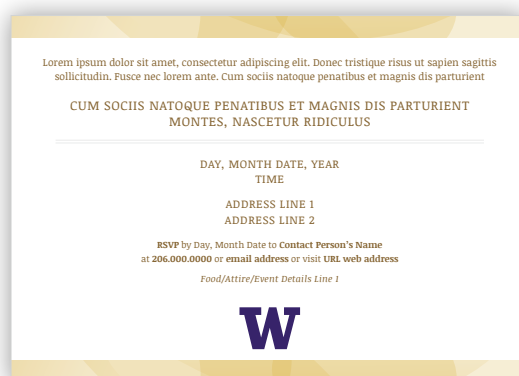 Lorem ipsum dolor sit amet, consectetur adipiscing elit. Donec tristique risus ut sapien sagittis
sollicitudin. Fusce nec lorem ante. Cum sociis natoque penatibus et magnis dis parturient
CUM SOCIIS NATOQUE PENATIBUS ET MAGNIS DIS PARTURIENT
MONTES, NASCETUR RIDICULUS
DAY, MONTH DATE, YEAR
TIME
ADDRESS LINE 1
ADDRESS LINE 2
RSVP by Day, Month Date to Contact Person's Name
at 206.000.0000 or email address or visit URL web address
Food/Attire/Event Details Line 1
W